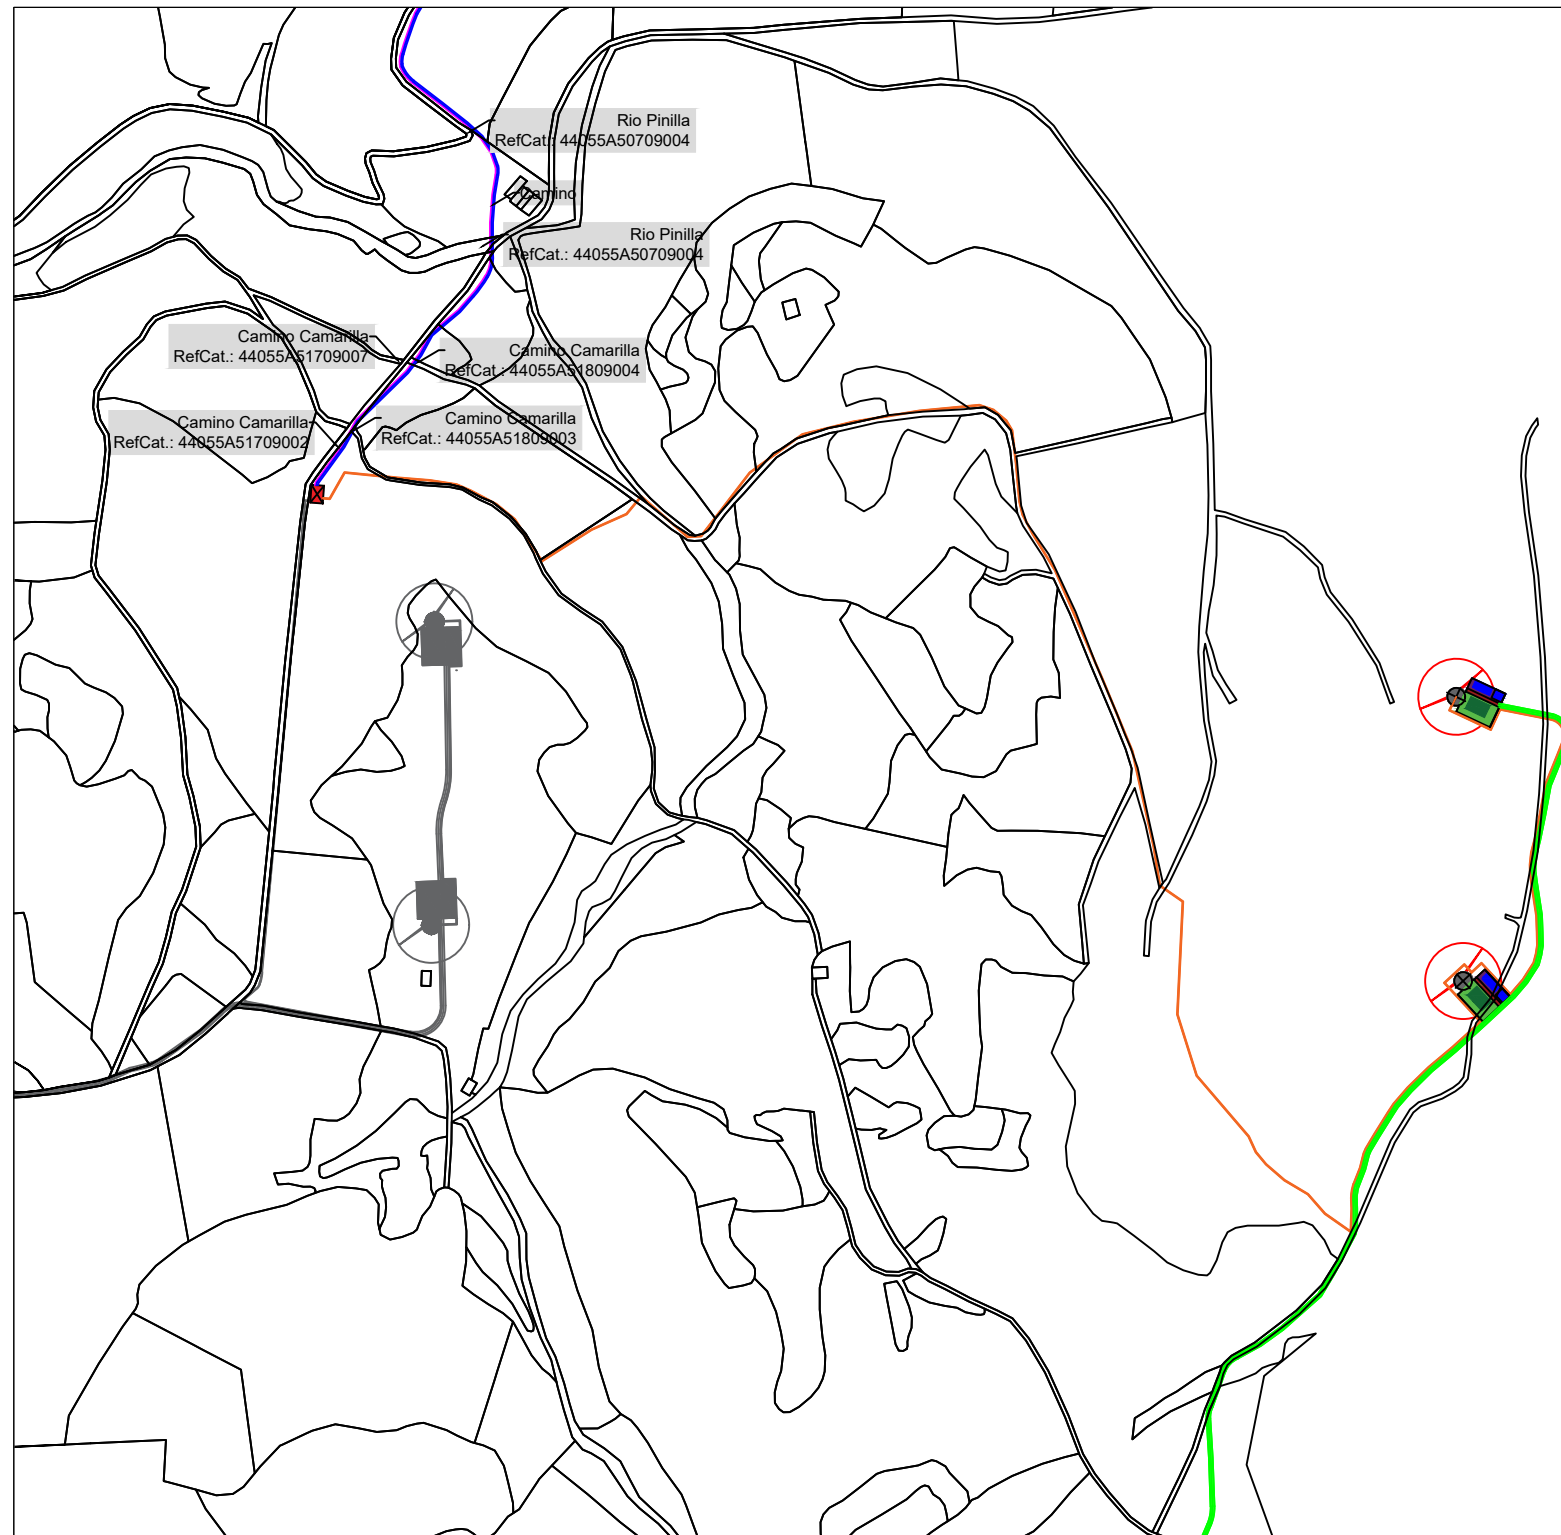 Rio Pinilla
RefCat.: 44055A50709004
Camino
Rio Pinilla
RefCat.: 44055A50709004
Camino Camarilla
RefCat.: 44055A51709007
Camino Camarilla
RefCat.: 44055A51809004
Camino Camarilla
RefCat.: 44055A51709002
Camino Camarilla
RefCat.: 44055A51809003